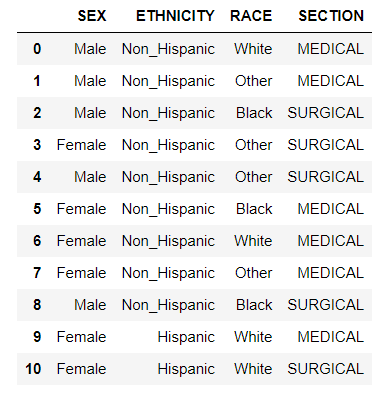 SEX ETHNICITY RACE SECTION
0 Male Non_Hispanic White MEDICAL
1 Male Non_Hispanic Other MEDICAL
2 Male Non_Hispanic Black SURGICAL
3 Female Non_Hispanic Other SURGICAL
4 Male Non_Hispanic Other SURGICAL
5 Female Non_Hispanic Black MEDICAL
6 Female Non_Hispanic White MEDICAL
7 Female Non_Hispanic Other MEDICAL
8 Male Non_Hispanic Black SURGICAL
9 Female Hispanic White MEDICAL
10 Female Hispanic White SURGICAL